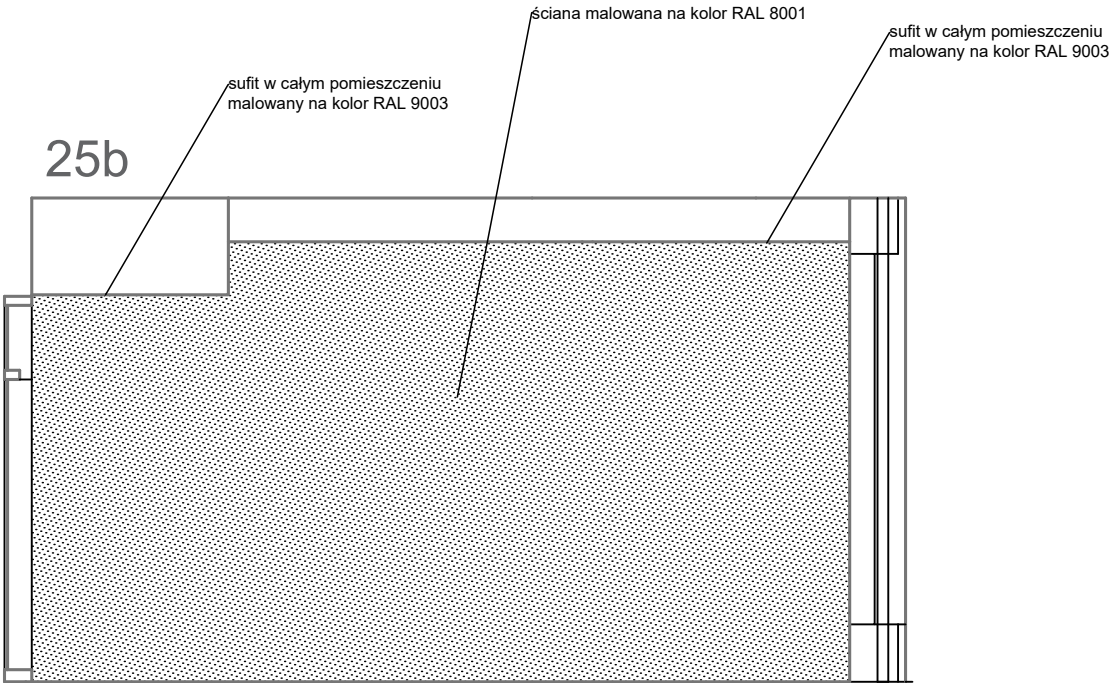 ściana malowana na kolor RAL 8001
sufit w całym pomieszczeniu
malowany na kolor RAL 9003
sufit w całym pomieszczeniu
malowany na kolor RAL 9003
25b